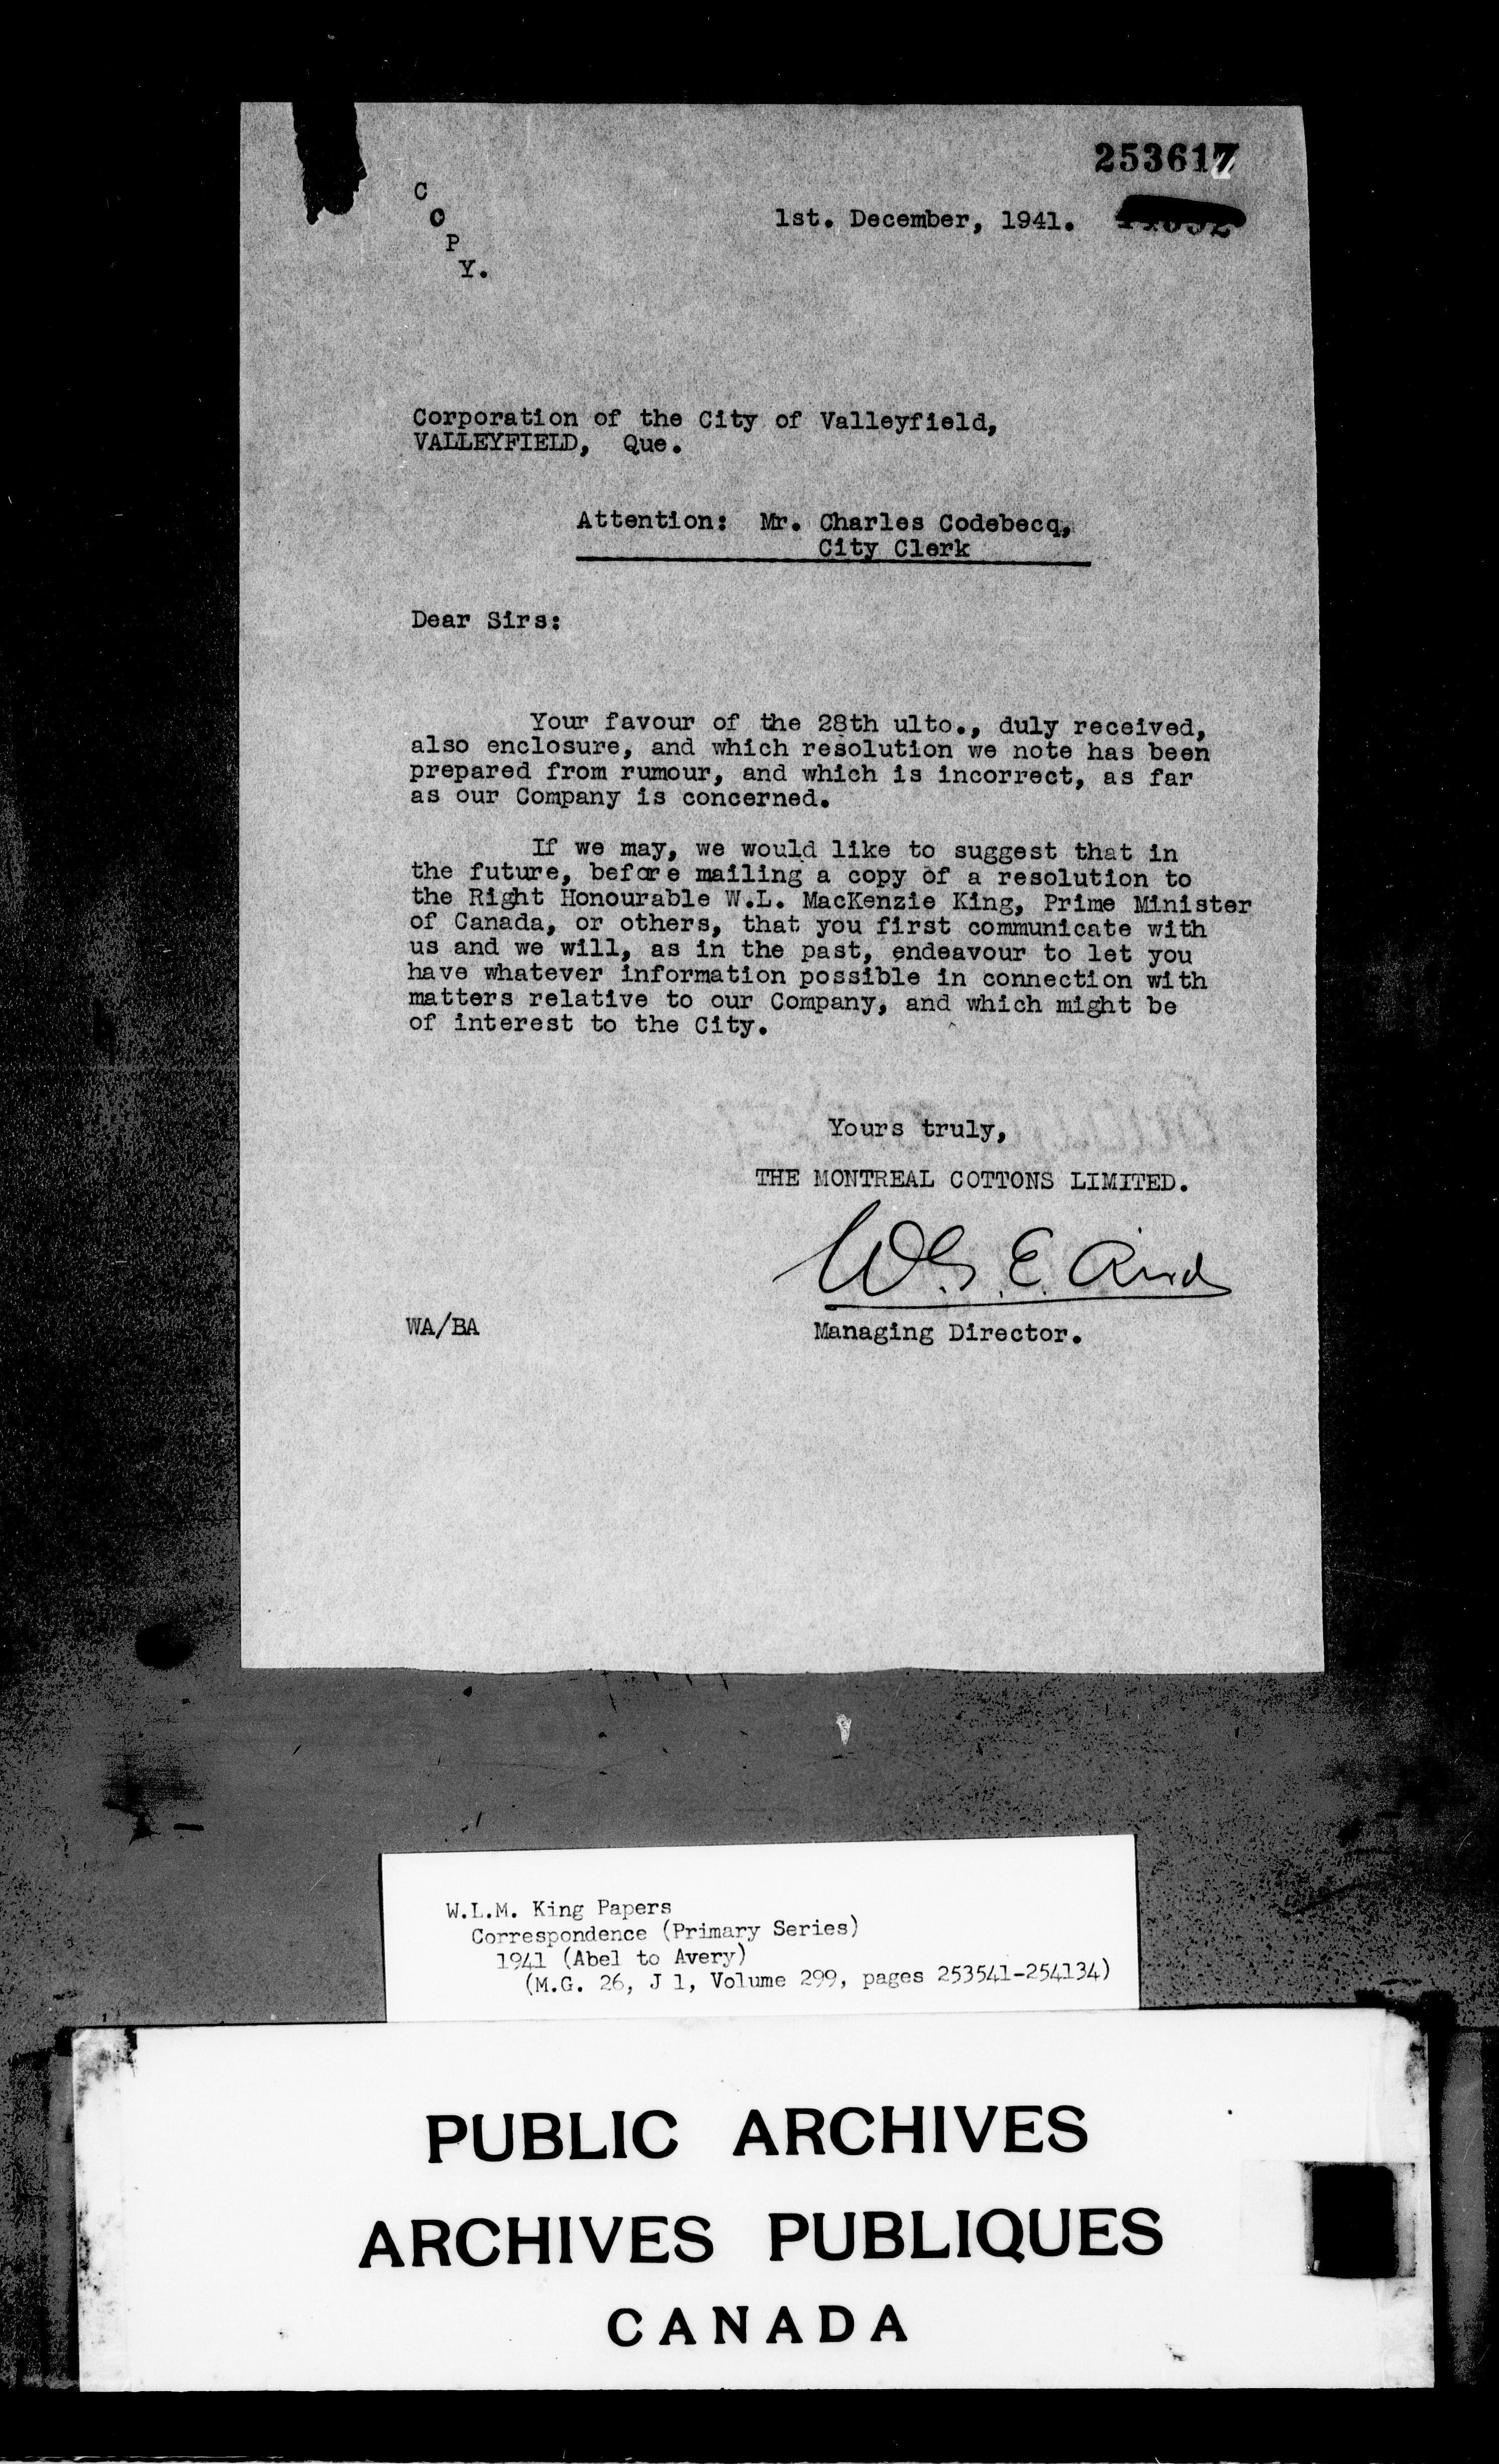 253617
C
O
P
Y.
1st. December, 1941.
Corporation of the City of Valleyfield,
VALLEYFIELD, Que.
Attention: Mr. Charles Codebecq,
City Clerk
Dear Sirs:
Your favour of the 28th ulto., duly received,
also enclosure, and which resolution we note has been
prepared from rumour, and which is incorrect, as far
as our Company is concerned.
If we may, we would like to suggest that in
the future, before mailing a copy of a resolution to
the Right Honourable W.L. MacKenzie King, Prime Minister
of Canada, or others, that you first communicate with
us and we will, as in the past, endeavour to let you
have whatever information possible in connection with
matters relative to our Company, and which might be
of interest to the City.
Yours truly,
THE MONTREAL COTTONS LIMITED.
W.G.E. Aird
WA/BA
Managing Director.
W.L.M. King Papers
Correspondence (Primary Series)
1941 (Abel to Avery)
(M.G. 26, J 1, Volume 299, pages 253541-254134)
PUBLIC ARCHIVES
ARCHIVES PUBLIQUES
CANADA